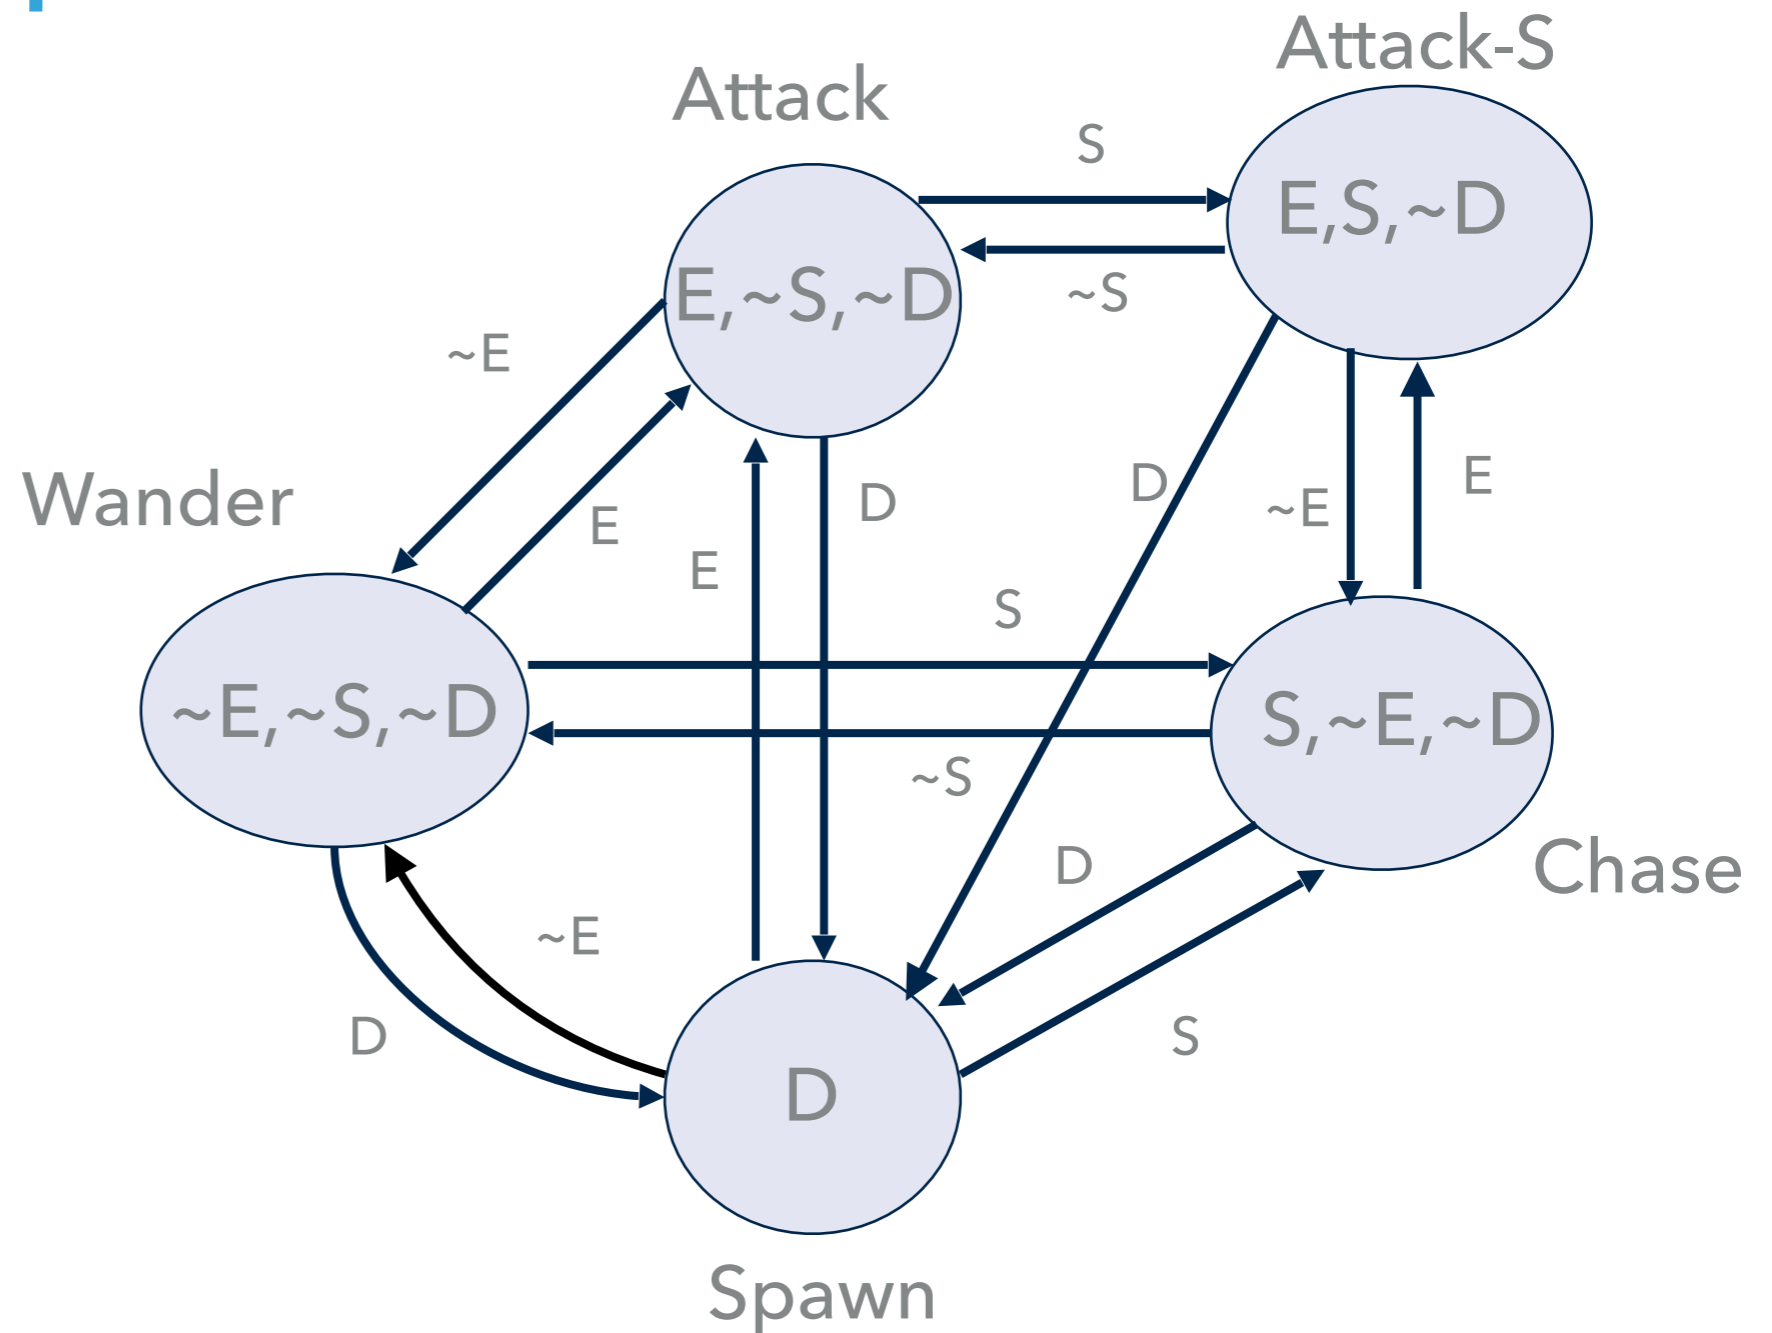 Attack-S
Attack
S
E,S,~D
E,~S,~D
~S
~E
Wander
E
D
E
D
~E
E
S
~E,~S,~D
S,~E,~D
~S
D
Chase
~E
D
S
D
Spawn